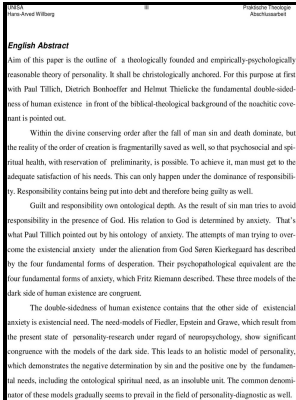 UNISA III Praktische Theologie
Hans-Arved Willberg Abschlussarbeit
English Abstract
Aim of this paper is the outline of a theologically founded and empirically-psychologically
reasonable theory of personality. It shall be christologically anchored. For this purpose at first
with Paul Tillich, Dietrich Bonhoeffer and Helmut Thielicke the fundamental double-sided-
ness of human existence in front of the biblical-theological background of the noachitic cove-
nant is pointed out.
Within the divine conserving order after the fall of man sin and death dominate, but
the reality of the order of creation is fragmentarily saved as well, so that psychosocial and spi-
ritual health, with reservation of preliminarity, is possible. To achieve it, man must get to the
adequate satisfaction of his needs. This can only happen under the dominance of responsibili-
ty. Responsibility contains being put into debt and therefore being guilty as well.
Guilt and responsibility own ontological depth. As the result of sin man tries to avoid
responsibility in the presence of God. His relation to God is determined by anxiety. That's
what Paul Tillich pointed out by his ontology of anxiety. The attempts of man trying to over-
come the existencial anxiety under the alienation from God Søren Kierkegaard has described
by the four fundamental forms of desperation. Their psychopathological equivalent are the
four fundamental forms of anxiety, which Fritz Riemann described. These three models of the
dark side of human existence are congruent.
The double-sidedness of human existence contains that the other side of existencial
anxiety is existencial need. The need-models of Fiedler, Epstein and Grawe, which result from
the present state of personality-research under regard of neuropsychology, show significant
congruence with the models of the dark side. This leads to an holistic model of personality,
which demonstrates the negative determination by sin and the positive one by the fundamen-
tal needs, including the ontological spiritual need, as an insoluble unit. The common denomi-
nator of these models gradually seems to prevail in the field of personality-diagnostic as well.